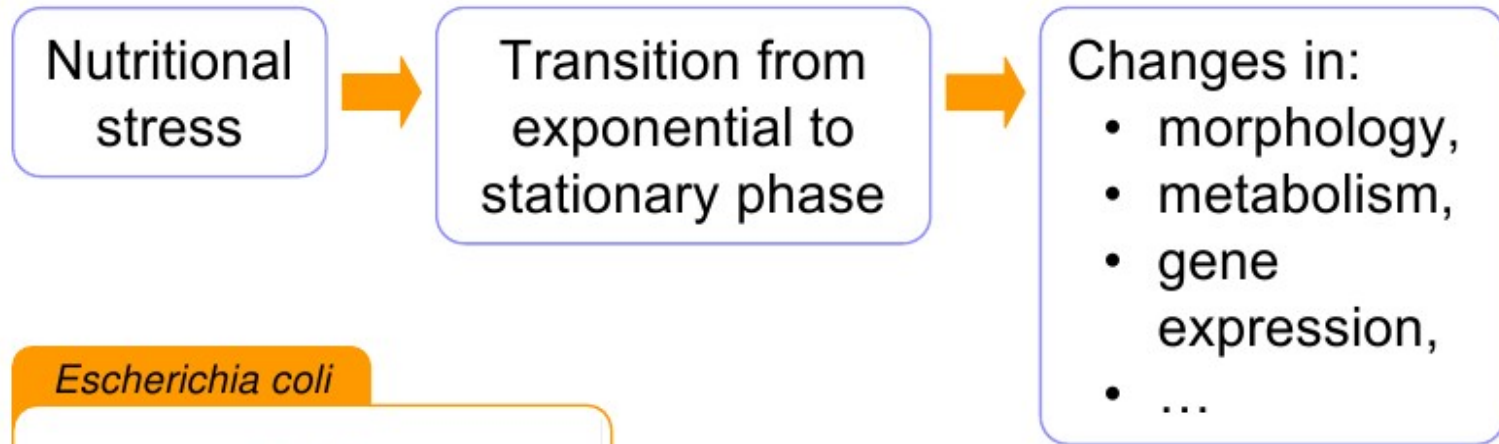 Nutritional
stress
Transition from
exponential to
stationary phase
Changes in:
• morphology,
• metabolism,
• gene
expression,
• …
Escherichia coli